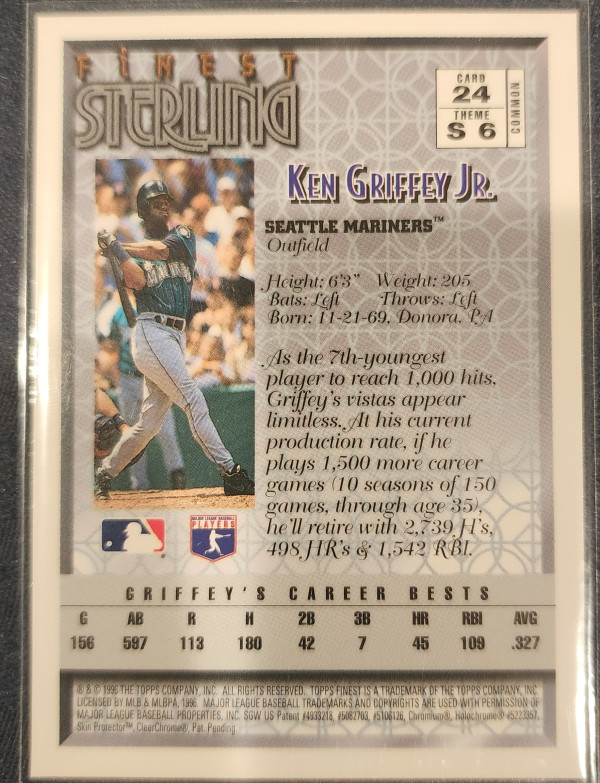 FiNEST
STERLING
CARD
24
THEME
S 6
COMMON
KEN GRIFFEY JR.
SEATTLE MARINERS™
Outfield
Height: 6'3" Weight: 205
Bats: Left Throws: Left
Born: 11-21-69, Donora, PA
As the 7th-youngest
player to reach 1,000 hits,
Griffey's vistas appear
limitless. At his current
production rate, if he
plays 1,500 more career
games (10 seasons of 150
games, through age 35),
he'll retire with 2,739 H's,
498 HR's & 1,542 RBI.
MAJOR LEAGUE BASEBALL
PLAYERS
GRIFFEY'S CAREER BESTS
G AB R H 2B 3B HR RBI AVG
156 597 113 180 42 7 45 109 .327
® & © 1996 THE TOPPS COMPANY, INC. ALL RIGHTS RESERVED. TOPPS FINEST IS A TRADEMARK OF THE TOPPS COMPANY, INC.
LICENSED BY MLB & MLBPA, 1996. MAJOR LEAGUE BASEBALL TRADEMARKS AND COPYRIGHTS ARE USED WITH PERMISSION OF
MAJOR LEAGUE BASEBALL PROPERTIES, INC. SGW US Patent #4933218, #5082703, #5106126, Chromium®, Holochrome® #5223357,
Skin Protector™, ClearChrome®, Pat. Pending.